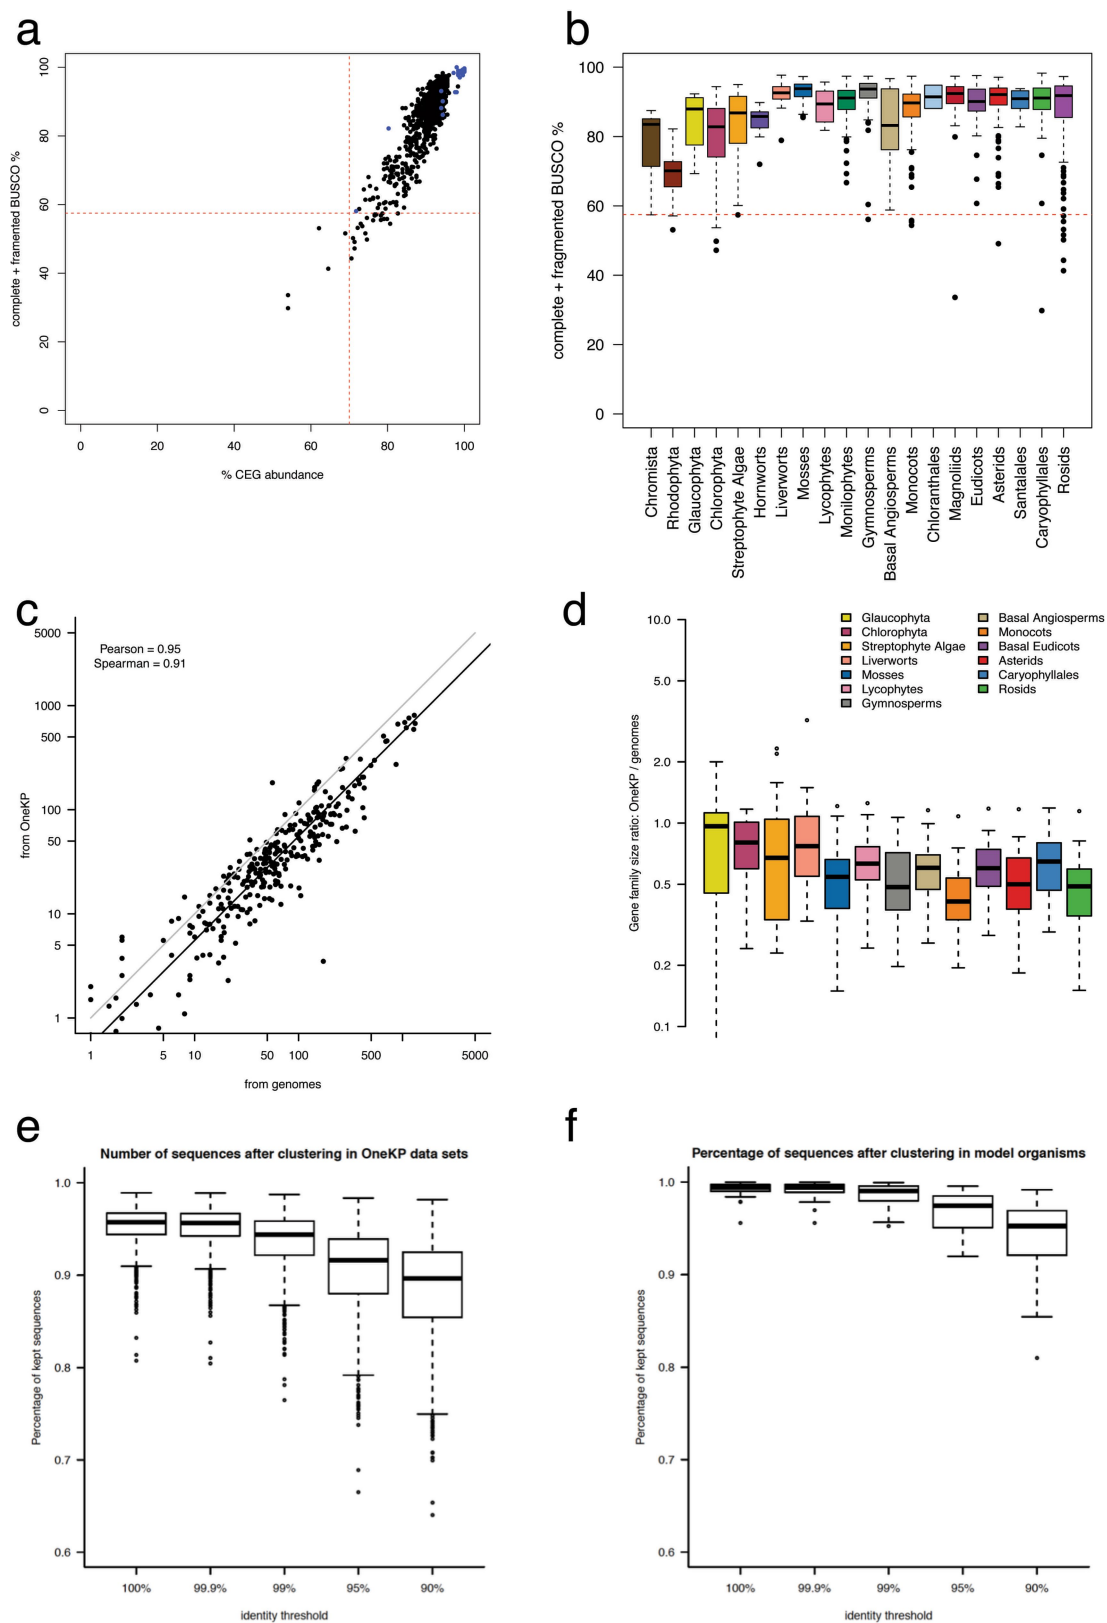 a
100
80
60
40
20
0
complete + framented BUSCO %
0 20 40 60 80 100
% CEG abundance
b
100
80
60
40
20
0
complete + fragmented BUSCO %
Chromista
Rhodophyta
Glaucophyta
Chlorophyta
Streptophyte Algae
Hornworts
Liverworts
Mosses
Lycophytes
Monilophytes
Gymnosperms
Basal Angiosperms
Monocots
Chloranthales
Magnoliids
Eudicots
Asterids
Santalales
Caryophyllales
Rosids
c
Pearson = 0.95
Spearman = 0.91
5000
1000
500
100
50
10
5
1
from OneKP
1 5 10 50 100 500 5000
from genomes
d
Glaucophyta
Chlorophyta
Streptophyte Algae
Liverworts
Mosses
Lycophytes
Gymnosperms
Basal Angiosperms
Monocots
Basal Eudicots
Asterids
Caryophyllales
Rosids
10.0
5.0
2.0
1.0
0.5
0.2
0.1
Gene family size ratio: OneKP / genomes
e
Number of sequences after clustering in OneKP data sets
1.0
0.9
0.8
0.7
0.6
Percentage of kept sequences
100% 99.9% 99% 95% 90%
identity threshold
f
Percentage of sequences after clustering in model organisms
1.0
0.9
0.8
0.7
0.6
Percentage of kept sequences
100% 99.9% 99% 95% 90%
identity threshold